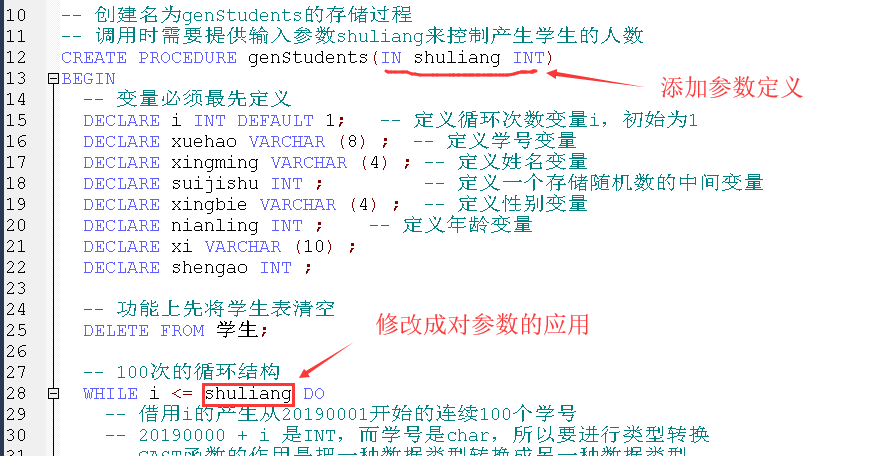 10 -- 创建名为genStudents的存储过程
11 -- 调用时需要提供输入参数shuliang来控制产生学生的人数
12 CREATE PROCEDURE genStudents(IN shuliang INT)
添加参数定义
13 BEGIN
14 -- 变量必须最先定义
15 DECLARE i INT DEFAULT 1; -- 定义循环次数变量i，初始为1
16 DECLARE xuehao VARCHAR (8) ; -- 定义学号变量
17 DECLARE xingming VARCHAR (4) ; -- 定义姓名变量
18 DECLARE suijishu INT ; -- 定义一个存储随机数的中间变量
19 DECLARE xingbie VARCHAR (4) ; -- 定义性别变量
20 DECLARE nianling INT ; -- 定义年龄变量
21 DECLARE xi VARCHAR (10) ;
22 DECLARE shengao INT ;
23
24 -- 功能上先将学生表清空
25 DELETE FROM 学生;
修改成对参数的应用
26
27 -- 100次的循环结构
28 WHILE i <= shuliang DO
29 -- 借用i的产生从20190001开始的连续100个学号
30 -- 20190000 + i 是INT，而学号是char，所以要进行类型转换
31 -- CAST函数的作用是把一种数据类型转换成另一种数据类型